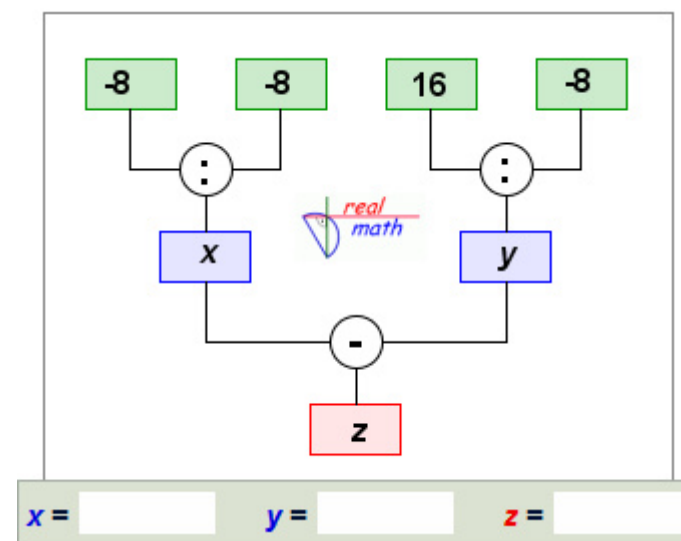 -8 -8 16 -8
: :
real
math
x y
-
z
x = y = z =